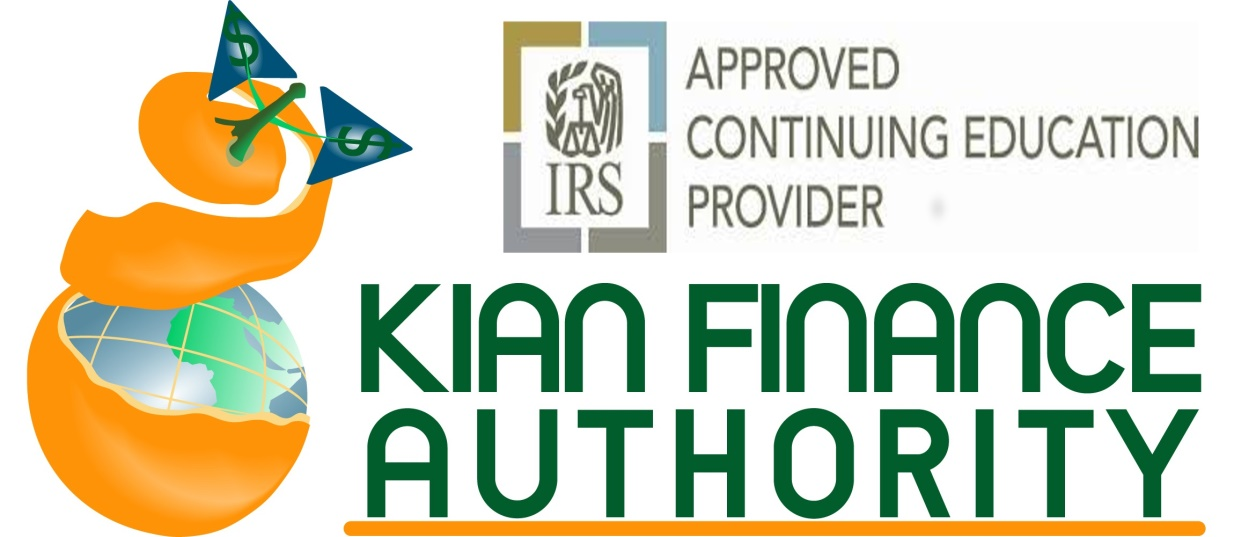 $
$
APPROVED
CONTINUING EDUCATION
PROVIDER
IRS
KIAN FINANCE
AUTHORITY